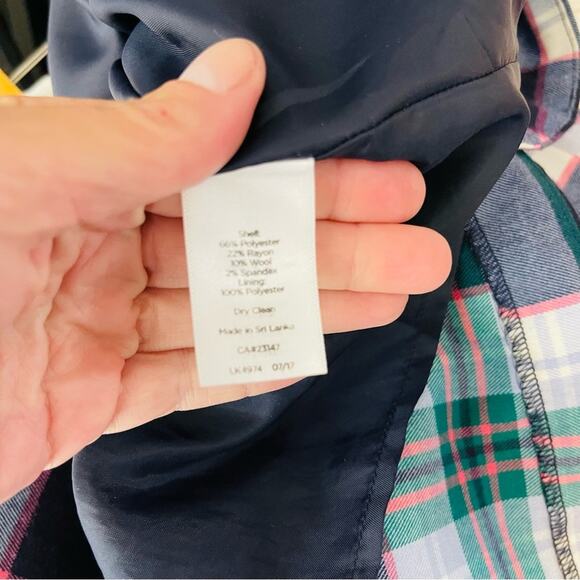 Shell:
66% Polyester
22% Rayon
10% Wool
2% Spandex
Lining:
100% Polyester
Dry Clean
Made in Sri Lanka
CA#23147
LK4974 07/17